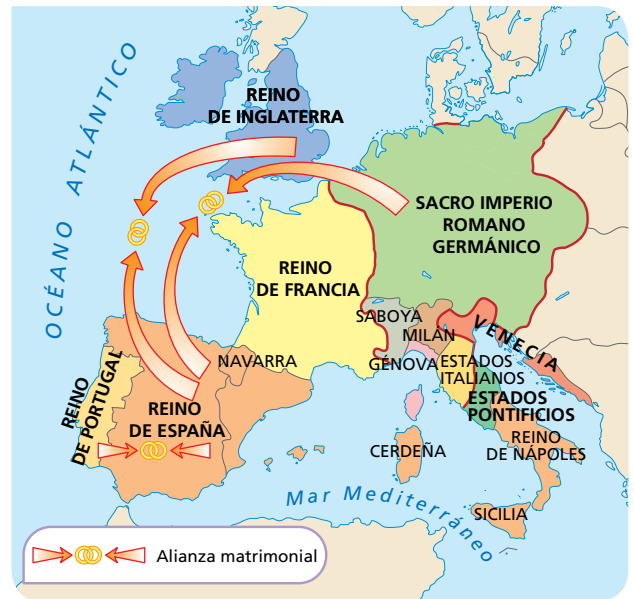 OCÉANO ATLÁNTICO
REINO
DE INGLATERRA
SACRO IMPERIO
ROMANO
GERMÁNICO
REINO
DE FRANCIA
SABOYA
MILÁN
VENECIA
GÉNOVA
ESTADOS
ITALIANOS
ESTADOS
PONTIFICIOS
NAVARRA
REINO
DE PORTUGAL
REINO
DE ESPAÑA
CERDEÑA
REINO
DE NÁPOLES
Mar Mediterráneo
SICILIA
Alianza matrimonial